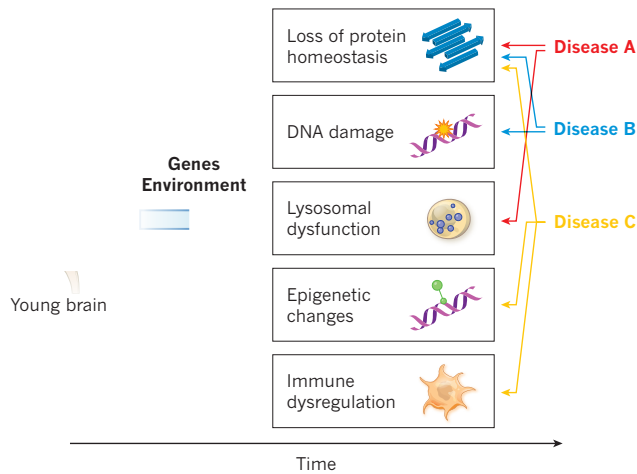 Loss of protein
homeostasis
Disease A
DNA damage
Disease B
Genes
Environment
Lysosomal
dysfunction
Disease C
Young brain
Epigenetic
changes
Immune
dysregulation
Time